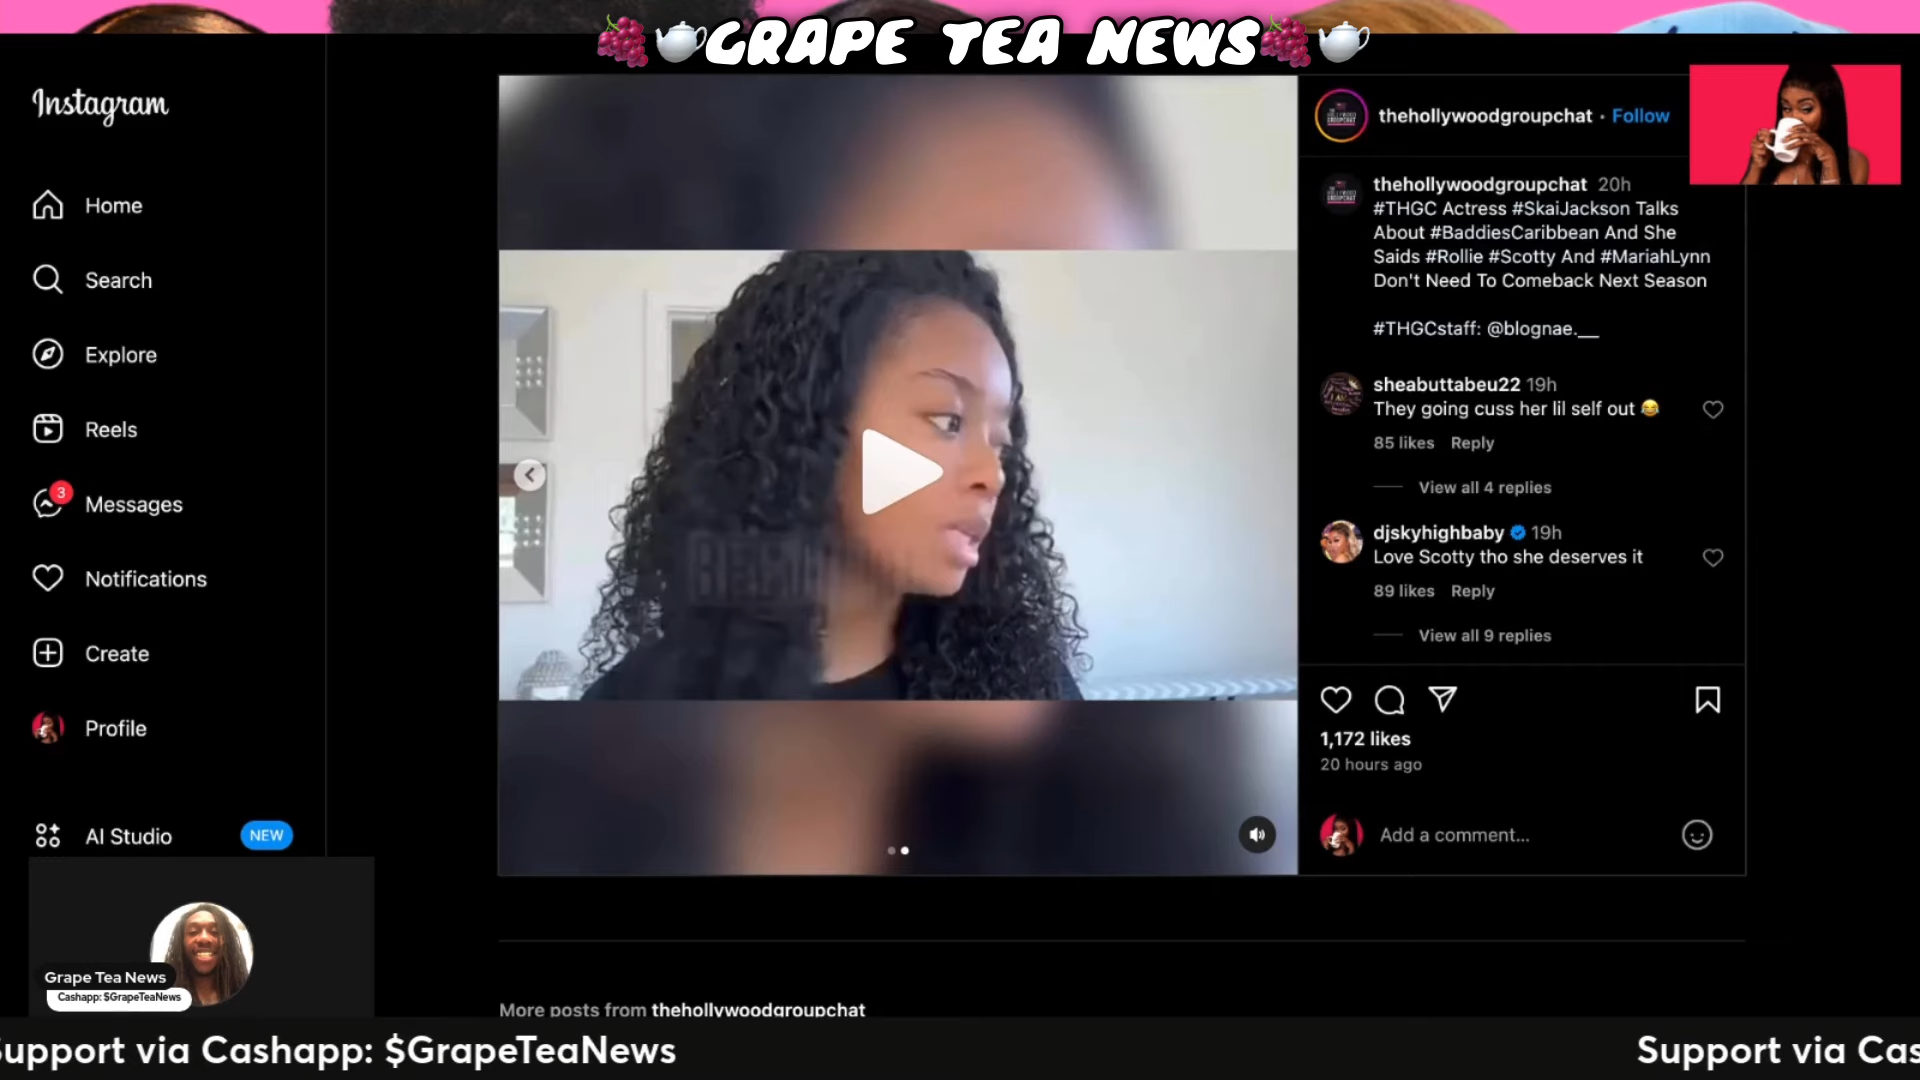 GRAPE TEA NEWS
Instagram
Home
Search
Explore
Reels
3
Messages
Notifications
Create
Profile
AI Studio
NEW
Grape Tea News
Cashapp: $GrapeTeaNews
thehollywoodgroupchat • Follow
thehollywoodgroupchat 20h
#THGC Actress #SkaiJackson Talks
About #BaddiesCaribbean And She
Saids #Rollie #Scotty And #MariahLynn
Don't Need To Comeback Next Season
#THGCstaff: @blognae.__
sheabuttabeu22 19h
They going cuss her lil self out 😂
85 likes Reply
View all 4 replies
djskyhighbaby 19h
Love Scotty tho she deserves it
89 likes Reply
View all 9 replies
1,172 likes
20 hours ago
Add a comment...
More posts from thehollywoodgroupchat
Support via Cashapp: $GrapeTeaNews
Support via Cas